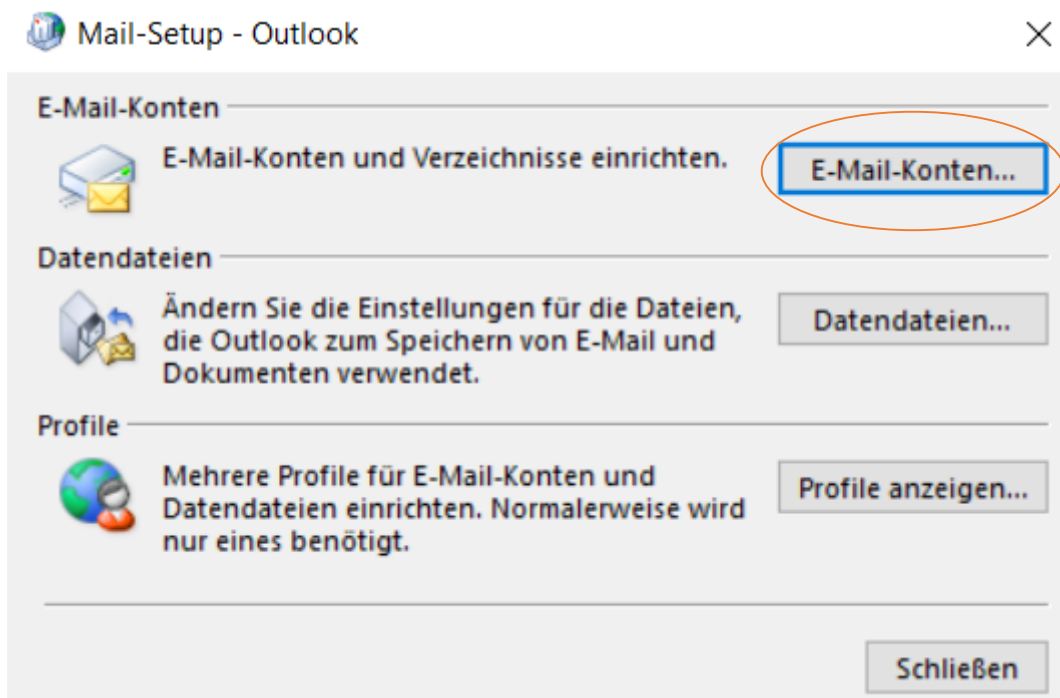 Mail-Setup - Outlook
E-Mail-Konten
E-Mail-Konten und Verzeichnisse einrichten.
E-Mail-Konten...
Datendateien
Ändern Sie die Einstellungen für die Dateien,
die Outlook zum Speichern von E-Mail und
Dokumenten verwendet.
Datendateien...
Profile
Mehrere Profile für E-Mail-Konten und
Datendateien einrichten. Normalerweise wird
nur eines benötigt.
Profile anzeigen...
Schließen